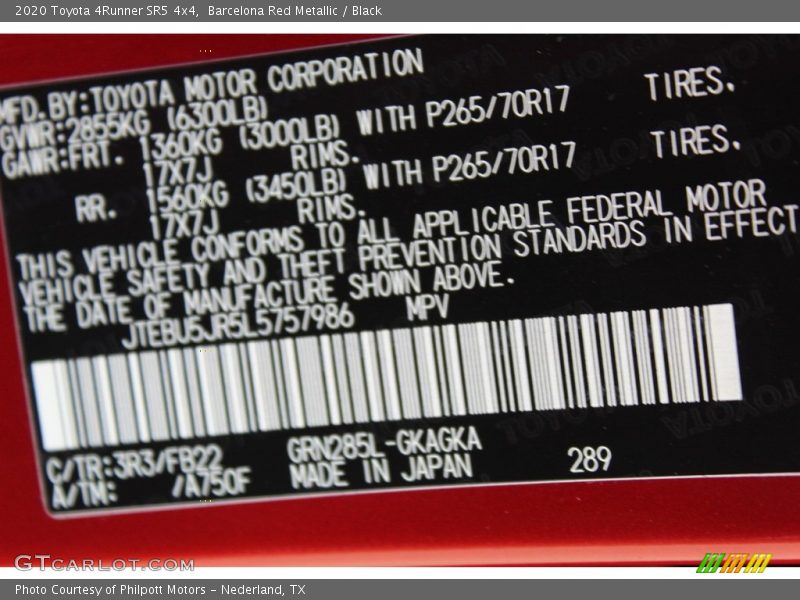 2020 Toyota 4Runner SR5 4x4,  Barcelona Red Metallic / Black
MFD.BY:TOYOTA MOTOR CORPORATION
GVWR:2855KG (6300LB)
GAWR:FRT. 1360KG (3000LB) WITH P265/70R17 TIRES.
17X7J RIMS.
RR. 1560KG (3450LB) WITH P265/70R17 TIRES.
17X7J RIMS.
THIS VEHICLE CONFORMS TO ALL APPLICABLE FEDERAL MOTOR
VEHICLE SAFETY AND THEFT PREVENTION STANDARDS IN EFFECT
THE DATE OF MANUFACTURE SHOWN ABOVE.
JTEBU5JR5L5757986 MPV
C/TR:3R3/FB22 GRN285L-GKAGKA
A/TM: /A750F MADE IN JAPAN 289
GTCARLOT.COM
Photo Courtesy of Philpott Motors - Nederland, TX